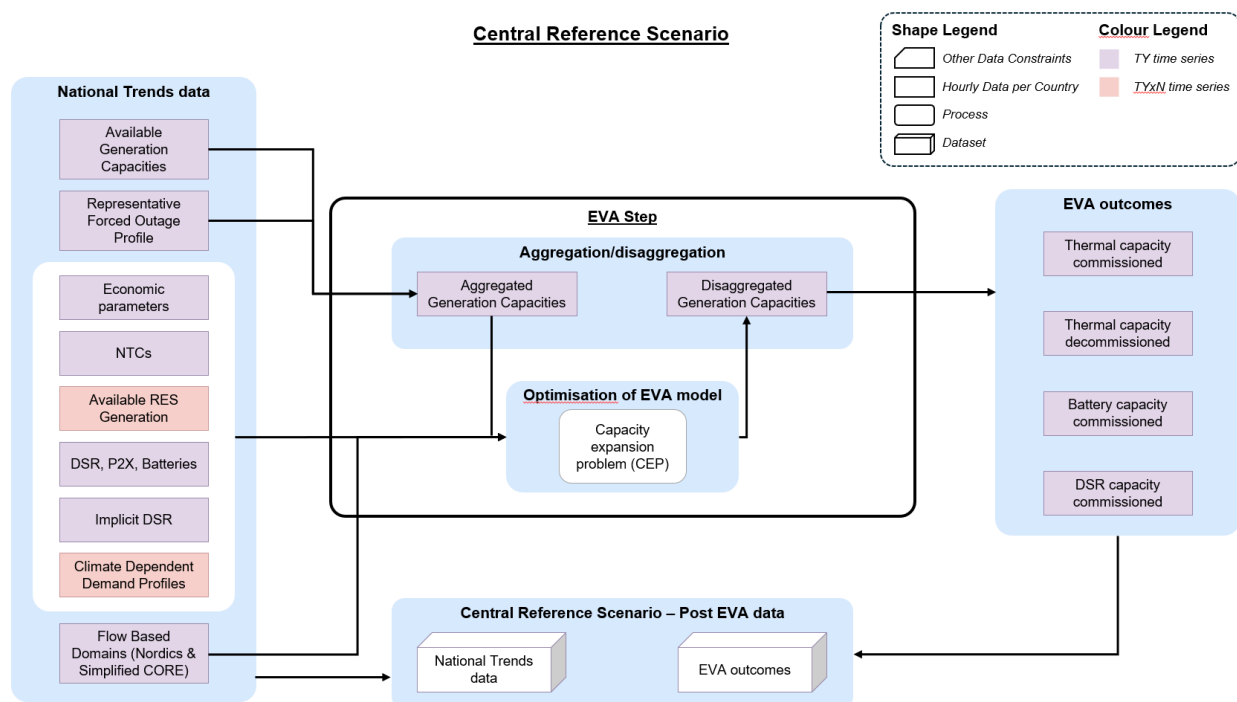 Central Reference Scenario
Shape Legend
Other Data Constraints
Hourly Data per Country
Process
Dataset
Colour Legend
TY time series
TYxN time series
National Trends data
Available
Generation
Capacities
Representative
Forced Outage
Profile
Economic
parameters
NTCs
Available RES
Generation
DSR, P2X, Batteries
Implicit DSR
Climate Dependent
Demand Profiles
Flow Based
Domains (Nordics &
Simplified CORE)
EVA Step
Aggregation/disaggregation
Aggregated
Generation Capacities
Disaggregated
Generation Capacities
Optimisation of EVA model
Capacity
expansion
problem (CEP)
EVA outcomes
Thermal capacity
commissioned
Thermal capacity
decommissioned
Battery capacity
commissioned
DSR capacity
commissioned
Central Reference Scenario – Post EVA data
National Trends
data
EVA outcomes